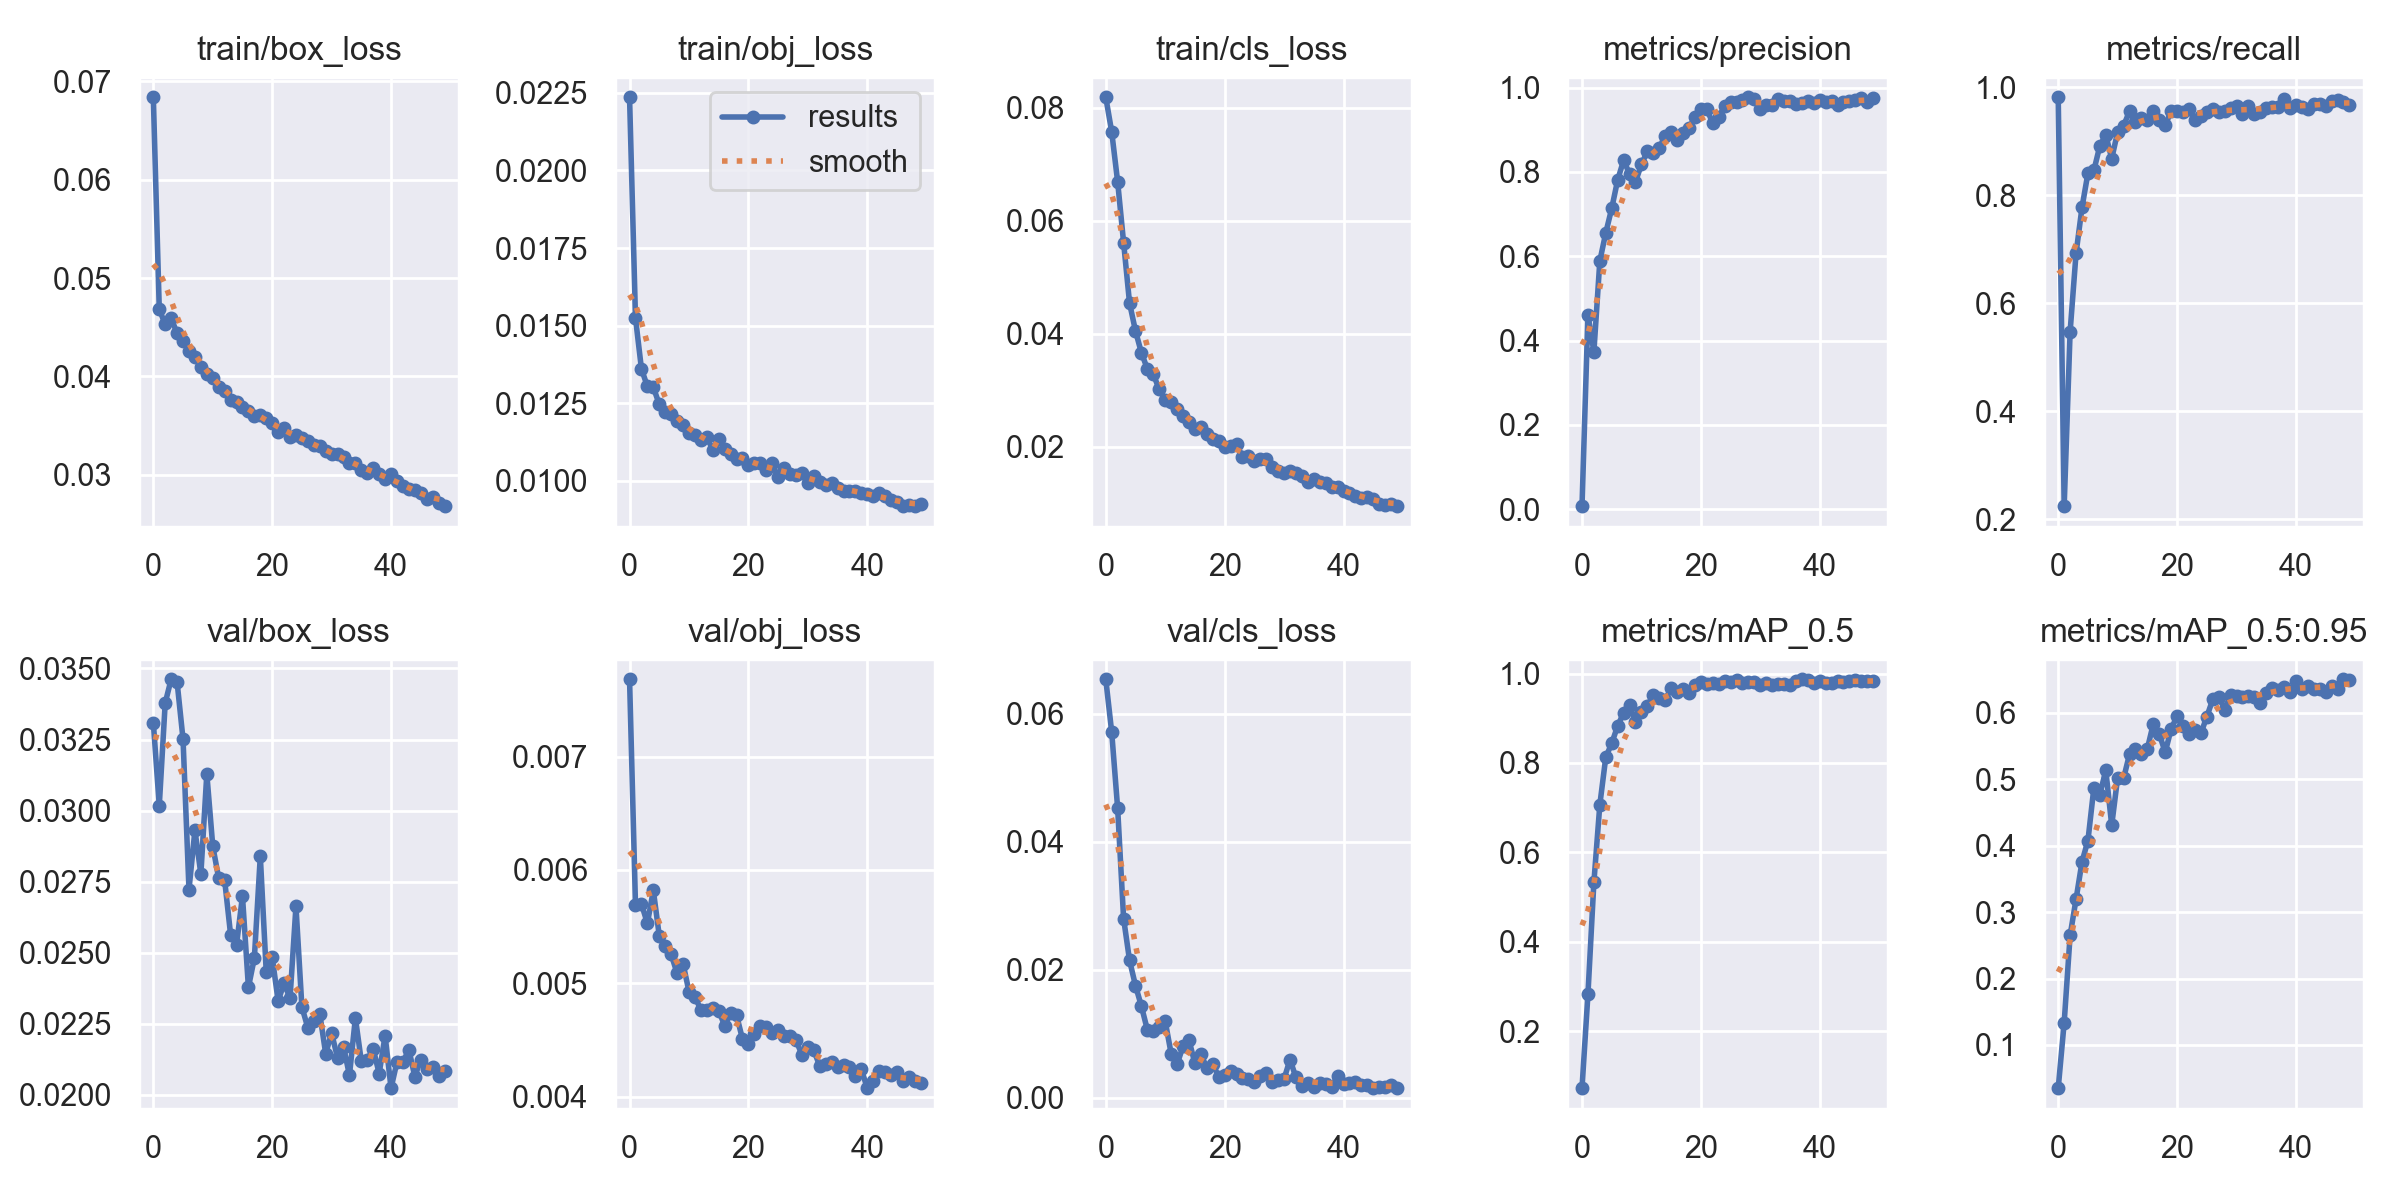 train/box_loss
0.07
0.06
0.05
0.04
0.03
0 20 40
train/obj_loss
results
smooth
0.0225
0.0200
0.0175
0.0150
0.0125
0.0100
0 20 40
train/cls_loss
0.08
0.06
0.04
0.02
0 20 40
metrics/precision
1.0
0.8
0.6
0.4
0.2
0.0
0 20 40
metrics/recall
1.0
0.8
0.6
0.4
0.2
0 20 40
val/box_loss
0.0350
0.0325
0.0300
0.0275
0.0250
0.0225
0.0200
0 20 40
val/obj_loss
0.007
0.006
0.005
0.004
0 20 40
val/cls_loss
0.06
0.04
0.02
0.00
0 20 40
metrics/mAP_0.5
1.0
0.8
0.6
0.4
0.2
0 20 40
metrics/mAP_0.5:0.95
0.6
0.5
0.4
0.3
0.2
0.1
0 20 40